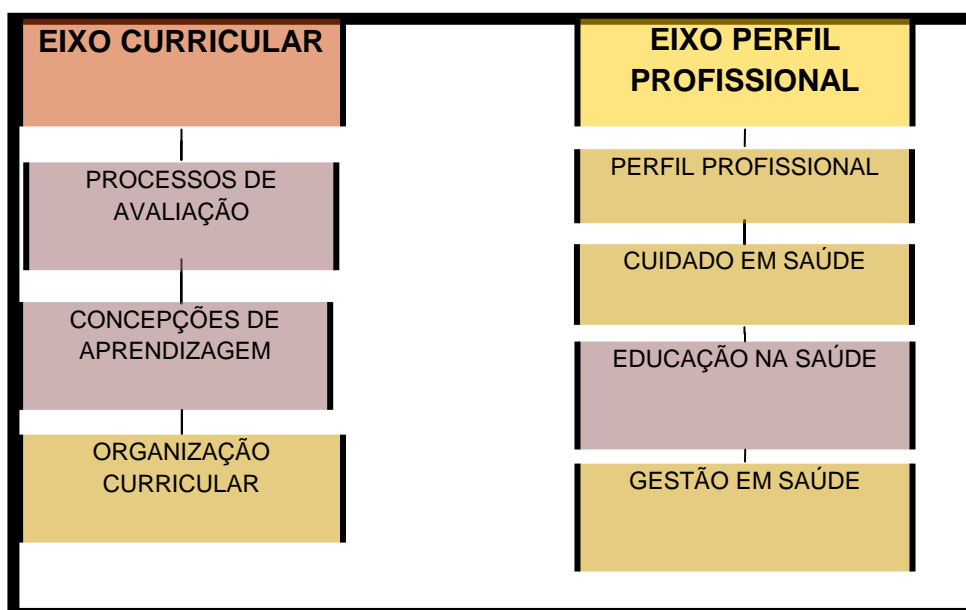 EIXO CURRICULAR
PROCESSOS DE
AVALIAÇÃO
CONCEPÇÕES DE
APRENDIZAGEM
ORGANIZAÇÃO
CURRICULAR
EIXO PERFIL
PROFISSIONAL
PERFIL PROFISSIONAL
CUIDADO EM SAÚDE
EDUCAÇÃO NA SAÚDE
GESTÃO EM SAÚDE